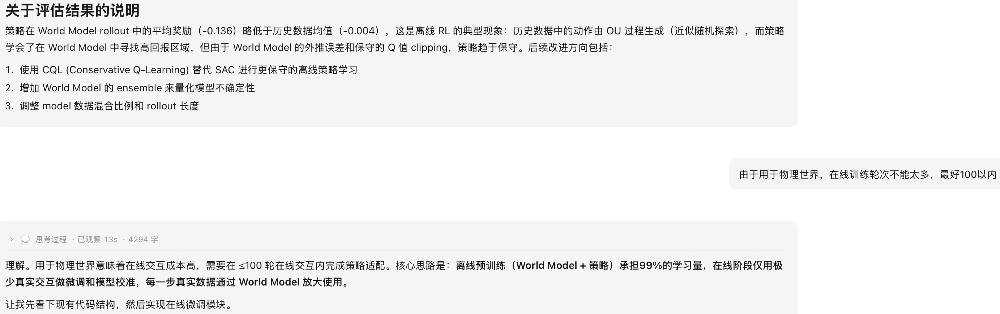 关于评估结果的说明
策略在 World Model rollout 中的平均奖励（-0.136）略低于历史数据均值（-0.004），这是离线 RL 的典型现象：历史数据中的动作由 OU 过程生成（近似随机探索），而策略
学会了在 World Model 中寻找高回报区域，但由于 World Model 的外推误差和保守的 Q 值 clipping，策略趋于保守。后续改进方向包括：
1. 使用 CQL (Conservative Q-Learning) 替代 SAC 进行更保守的离线策略学习
2. 增加 World Model 的 ensemble 来量化模型不确定性
3. 调整 model 数据混合比例和 rollout 长度
由于用于物理世界，在线训练轮次不能太多，最好100以内
思考过程 · 已观察 13s · 4294 字
理解。用于物理世界意味着在线交互成本高，需要在 ≤100 轮在线交互内完成策略适配。核心思路是：离线预训练（World Model + 策略）承担99%的学习量，在线阶段仅用极
少真实交互做微调和模型校准，每一步真实数据通过 World Model 放大使用。
让我先看下现有代码结构，然后实现在线微调模块。